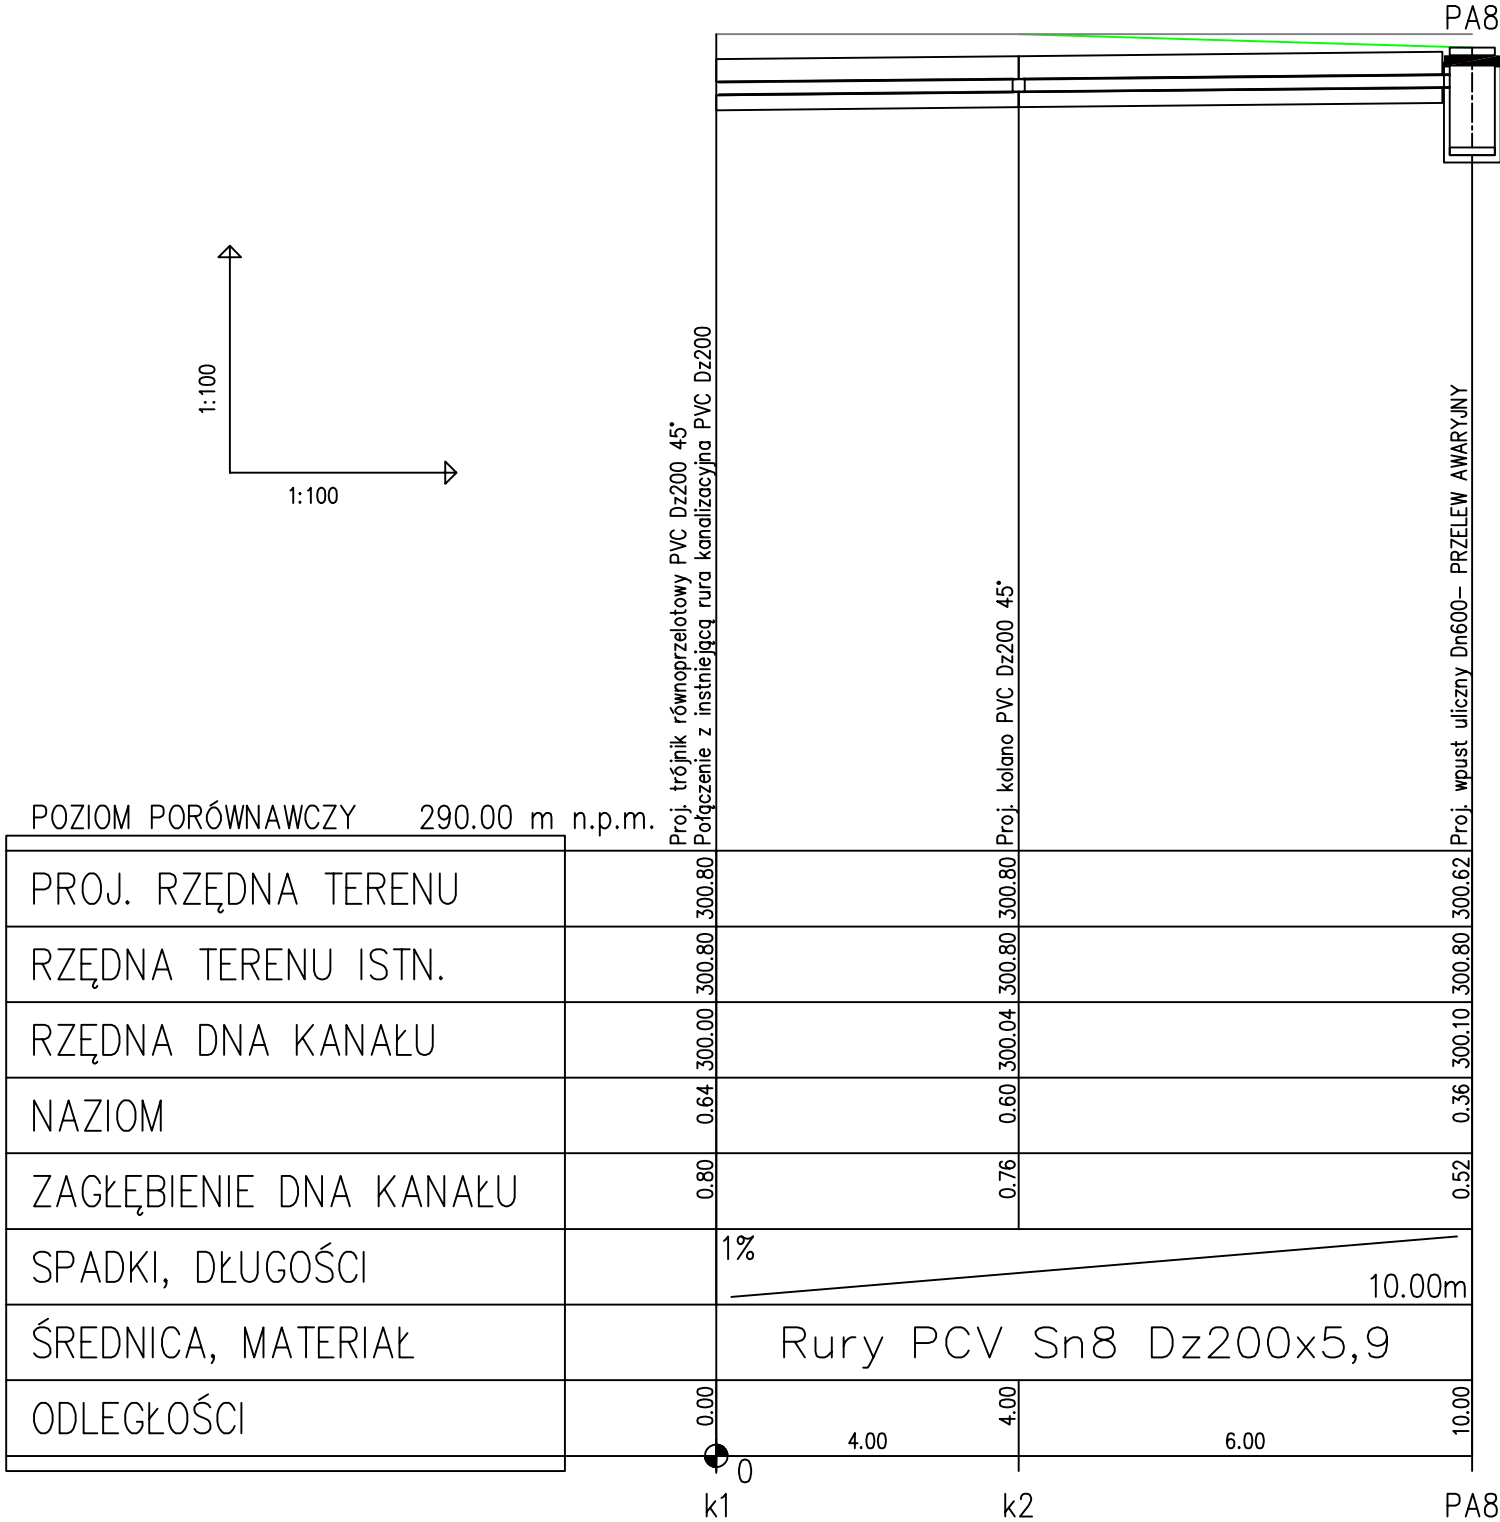 PA8
1:100
1:100
Proj. trójnik równoprzelotowy PVC Dz200 45°
Połączenie z instniejącą rurą kanalizacyjną PVC Dz200
Proj. kolano PVC Dz200 45°
Proj. wpust uliczny Dn600- PRZELEW AWARYJNY
POZIOM PORÓWNAWCZY 290.00 m n.p.m.
PROJ. RZĘDNA TERENU 300.80 300.80 300.62
RZĘDNA TERENU ISTN. 300.80 300.80 300.80
RZĘDNA DNA KANAŁU 300.00 300.04 300.10
NAZIOM 0.64 0.60 0.36
ZAGŁĘBIENIE DNA KANAŁU 0.80 0.76 0.52
SPADKI, DŁUGOŚCI 1% 10.00m
ŚREDNICA, MATERIAŁ Rury PCV Sn8 Dz200x5,9
ODLEGŁOŚCI 0.00 4.00 4.00 6.00 10.00
0
k1 k2 PA8